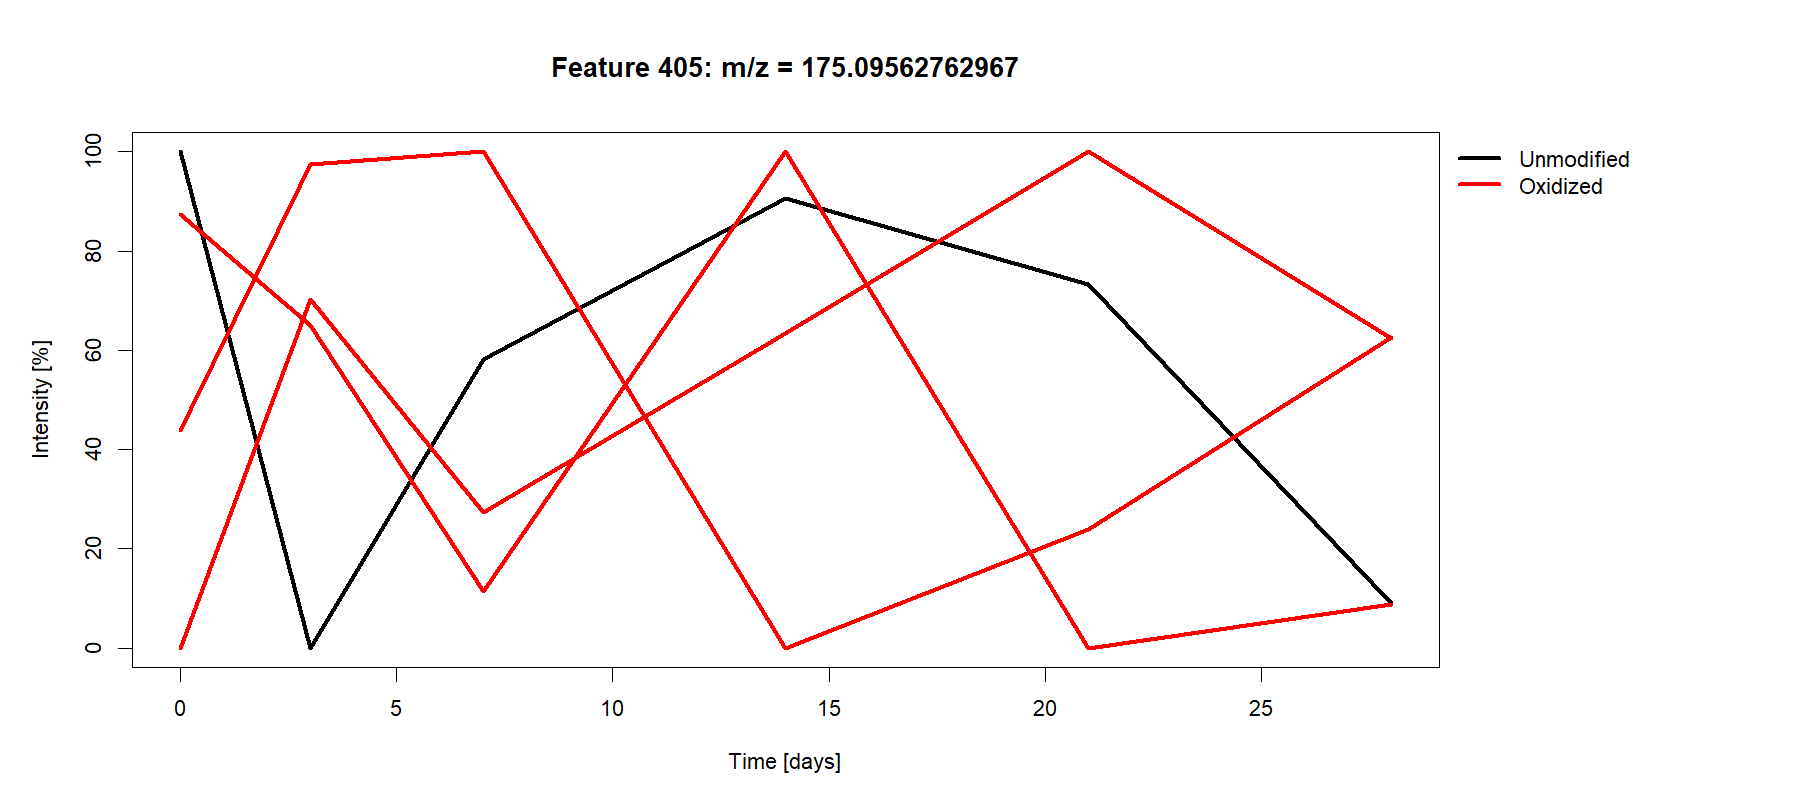 Feature 405: m/z = 175.09562762967
Unmodified
Oxidized
Intensity [%]
100
80
60
40
20
0
0 5 10 15 20 25
Time [days]